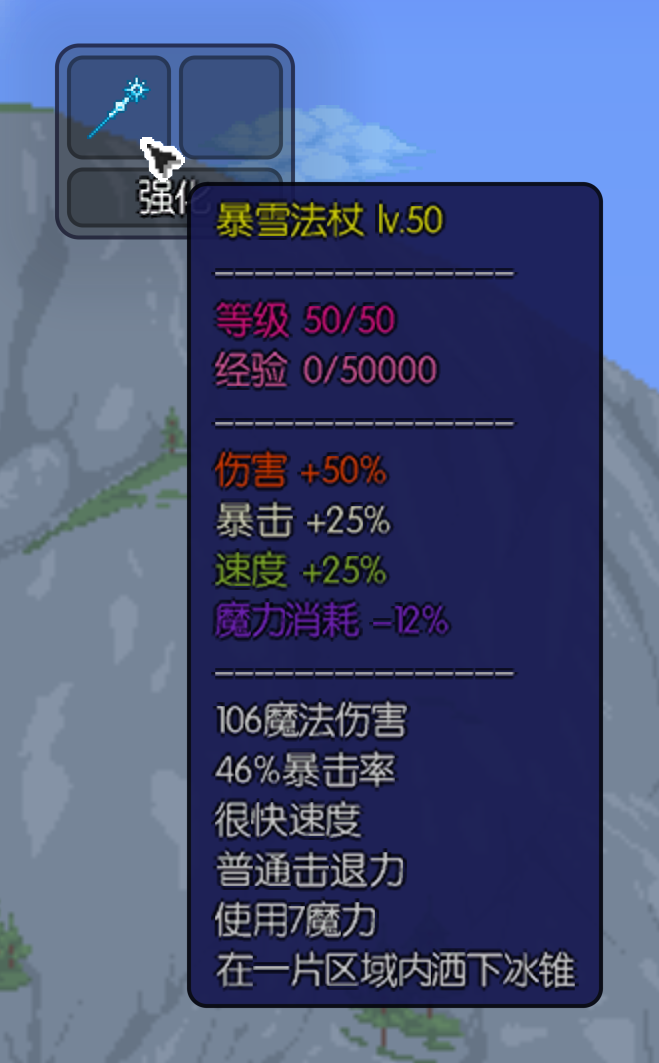 强化
暴雪法杖 lv.50
---------------
等级 50/50
经验 0/50000
---------------
伤害 +50%
暴击 +25%
速度 +25%
魔力消耗 -12%
---------------
106魔法伤害
46%暴击率
很快速度
普通击退力
使用7魔力
在一片区域内洒下冰锥